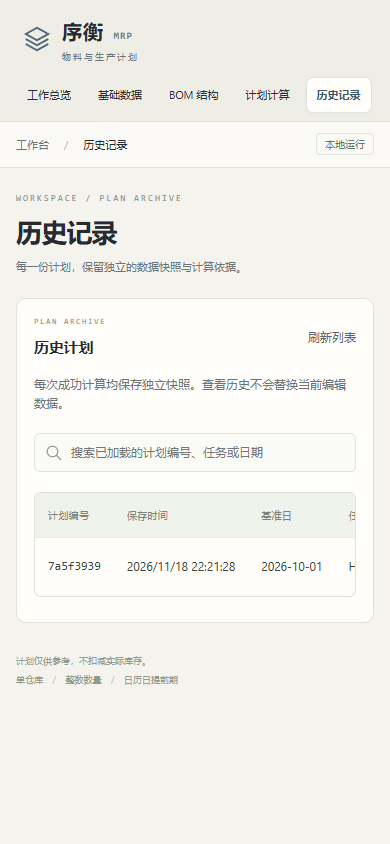 序衡 MRP
物料与生产计划
工作总览 基础数据 BOM 结构 计划计算 历史记录
工作台 / 历史记录 本地运行
WORKSPACE / PLAN ARCHIVE
历史记录
每一份计划，保留独立的数据快照与计算依据。
PLAN ARCHIVE
历史计划
刷新列表
每次成功计算均保存独立快照。查看历史不会替换当前编辑
数据。
搜索已加载的计划编号、任务或日期
计划编号 保存时间 基准日
7a5f3939 2026/11/18 22:21:28 2026-10-01 H
计划仅供参考，不扣减实际库存。
单仓库 / 整数数量 / 日历日提前期